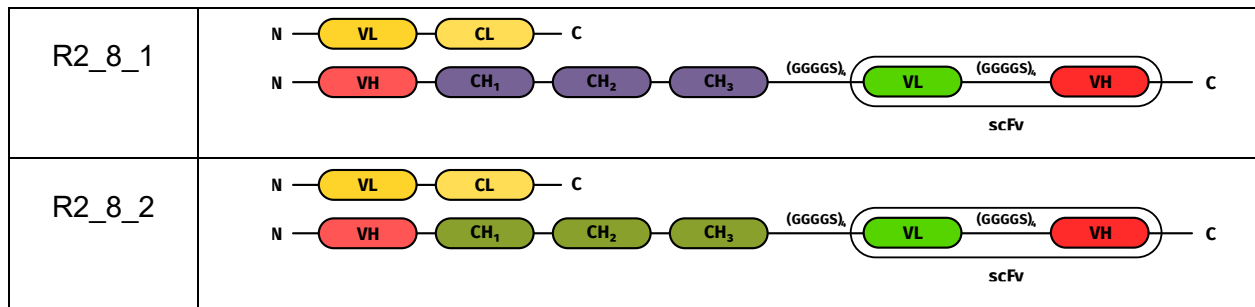 R2_8_1
N VL CL C
N VH CH₁ CH₂ CH₃ (GGGGS)₄ VL (GGGGS)₄ VH C
scFv
R2_8_2
N VL CL C
N VH CH₁ CH₂ CH₃ (GGGGS)₄ VL (GGGGS)₄ VH C
scFv